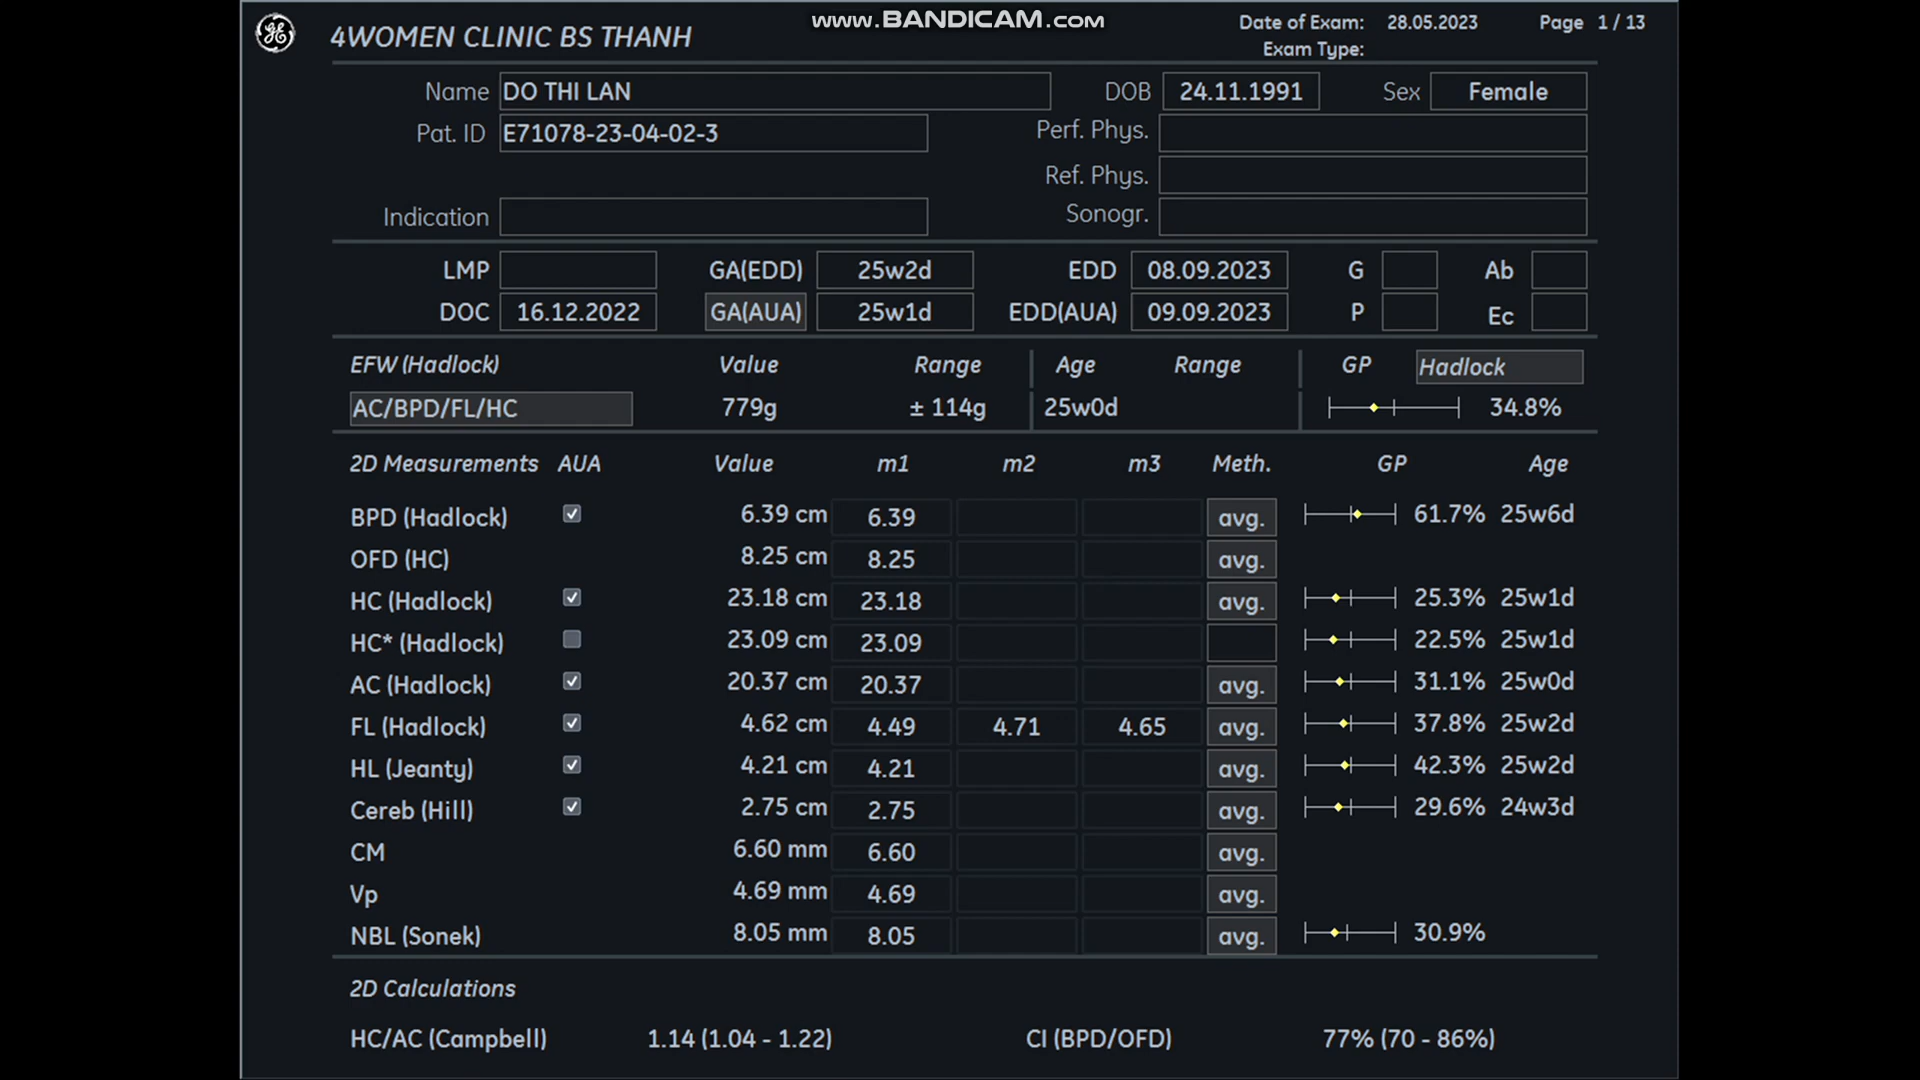 www.BANDICAM.com
4WOMEN CLINIC BS THANH Date of Exam: 28.05.2023 Page 1 / 13
Exam Type:
Name DO THI LAN DOB 24.11.1991 Sex Female
Pat. ID E71078-23-04-02-3 Perf. Phys.
Ref. Phys.
Indication Sonogr.
LMP GA(EDD) 25w2d EDD 08.09.2023 G Ab
DOC 16.12.2022 GA(AUA) 25w1d EDD(AUA) 09.09.2023 P Ec
EFW (Hadlock) Value Range Age Range GP Hadlock
AC/BPD/FL/HC 779g ± 114g 25w0d 34.8%
2D Measurements AUA Value m1 m2 m3 Meth. GP Age
BPD (Hadlock) 6.39 cm 6.39 avg. 61.7% 25w6d
OFD (HC) 8.25 cm 8.25 avg.
HC (Hadlock) 23.18 cm 23.18 avg. 25.3% 25w1d
HC* (Hadlock) 23.09 cm 23.09 22.5% 25w1d
AC (Hadlock) 20.37 cm 20.37 avg. 31.1% 25w0d
FL (Hadlock) 4.62 cm 4.49 4.71 4.65 avg. 37.8% 25w2d
HL (Jeanty) 4.21 cm 4.21 avg. 42.3% 25w2d
Cereb (Hill) 2.75 cm 2.75 avg. 29.6% 24w3d
CM 6.60 mm 6.60 avg.
Vp 4.69 mm 4.69 avg.
NBL (Sonek) 8.05 mm 8.05 avg. 30.9%
2D Calculations
HC/AC (Campbell) 1.14 (1.04 - 1.22) CI (BPD/OFD) 77% (70 - 86%)